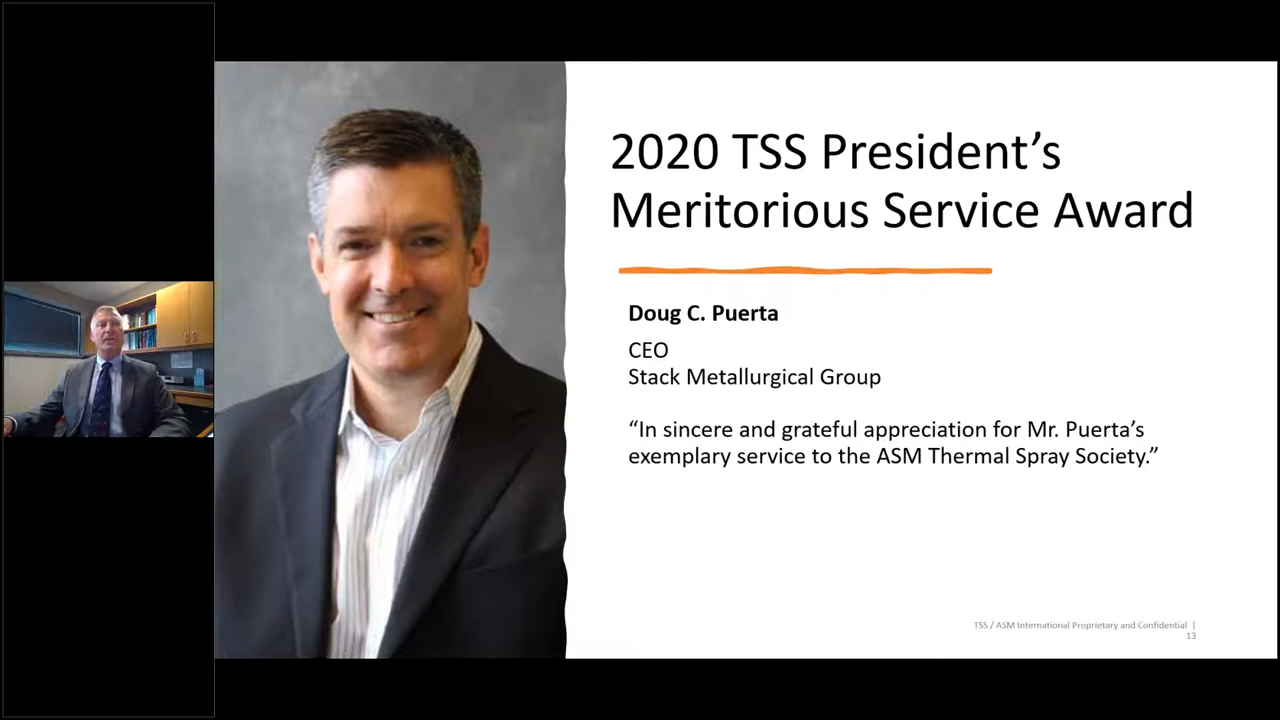 2020 TSS President’s
Meritorious Service Award
Doug C. Puerta
CEO
Stack Metallurgical Group
“In sincere and grateful appreciation for Mr. Puerta’s
exemplary service to the ASM Thermal Spray Society.”
TSS / ASM International Proprietary and Confidential |
13